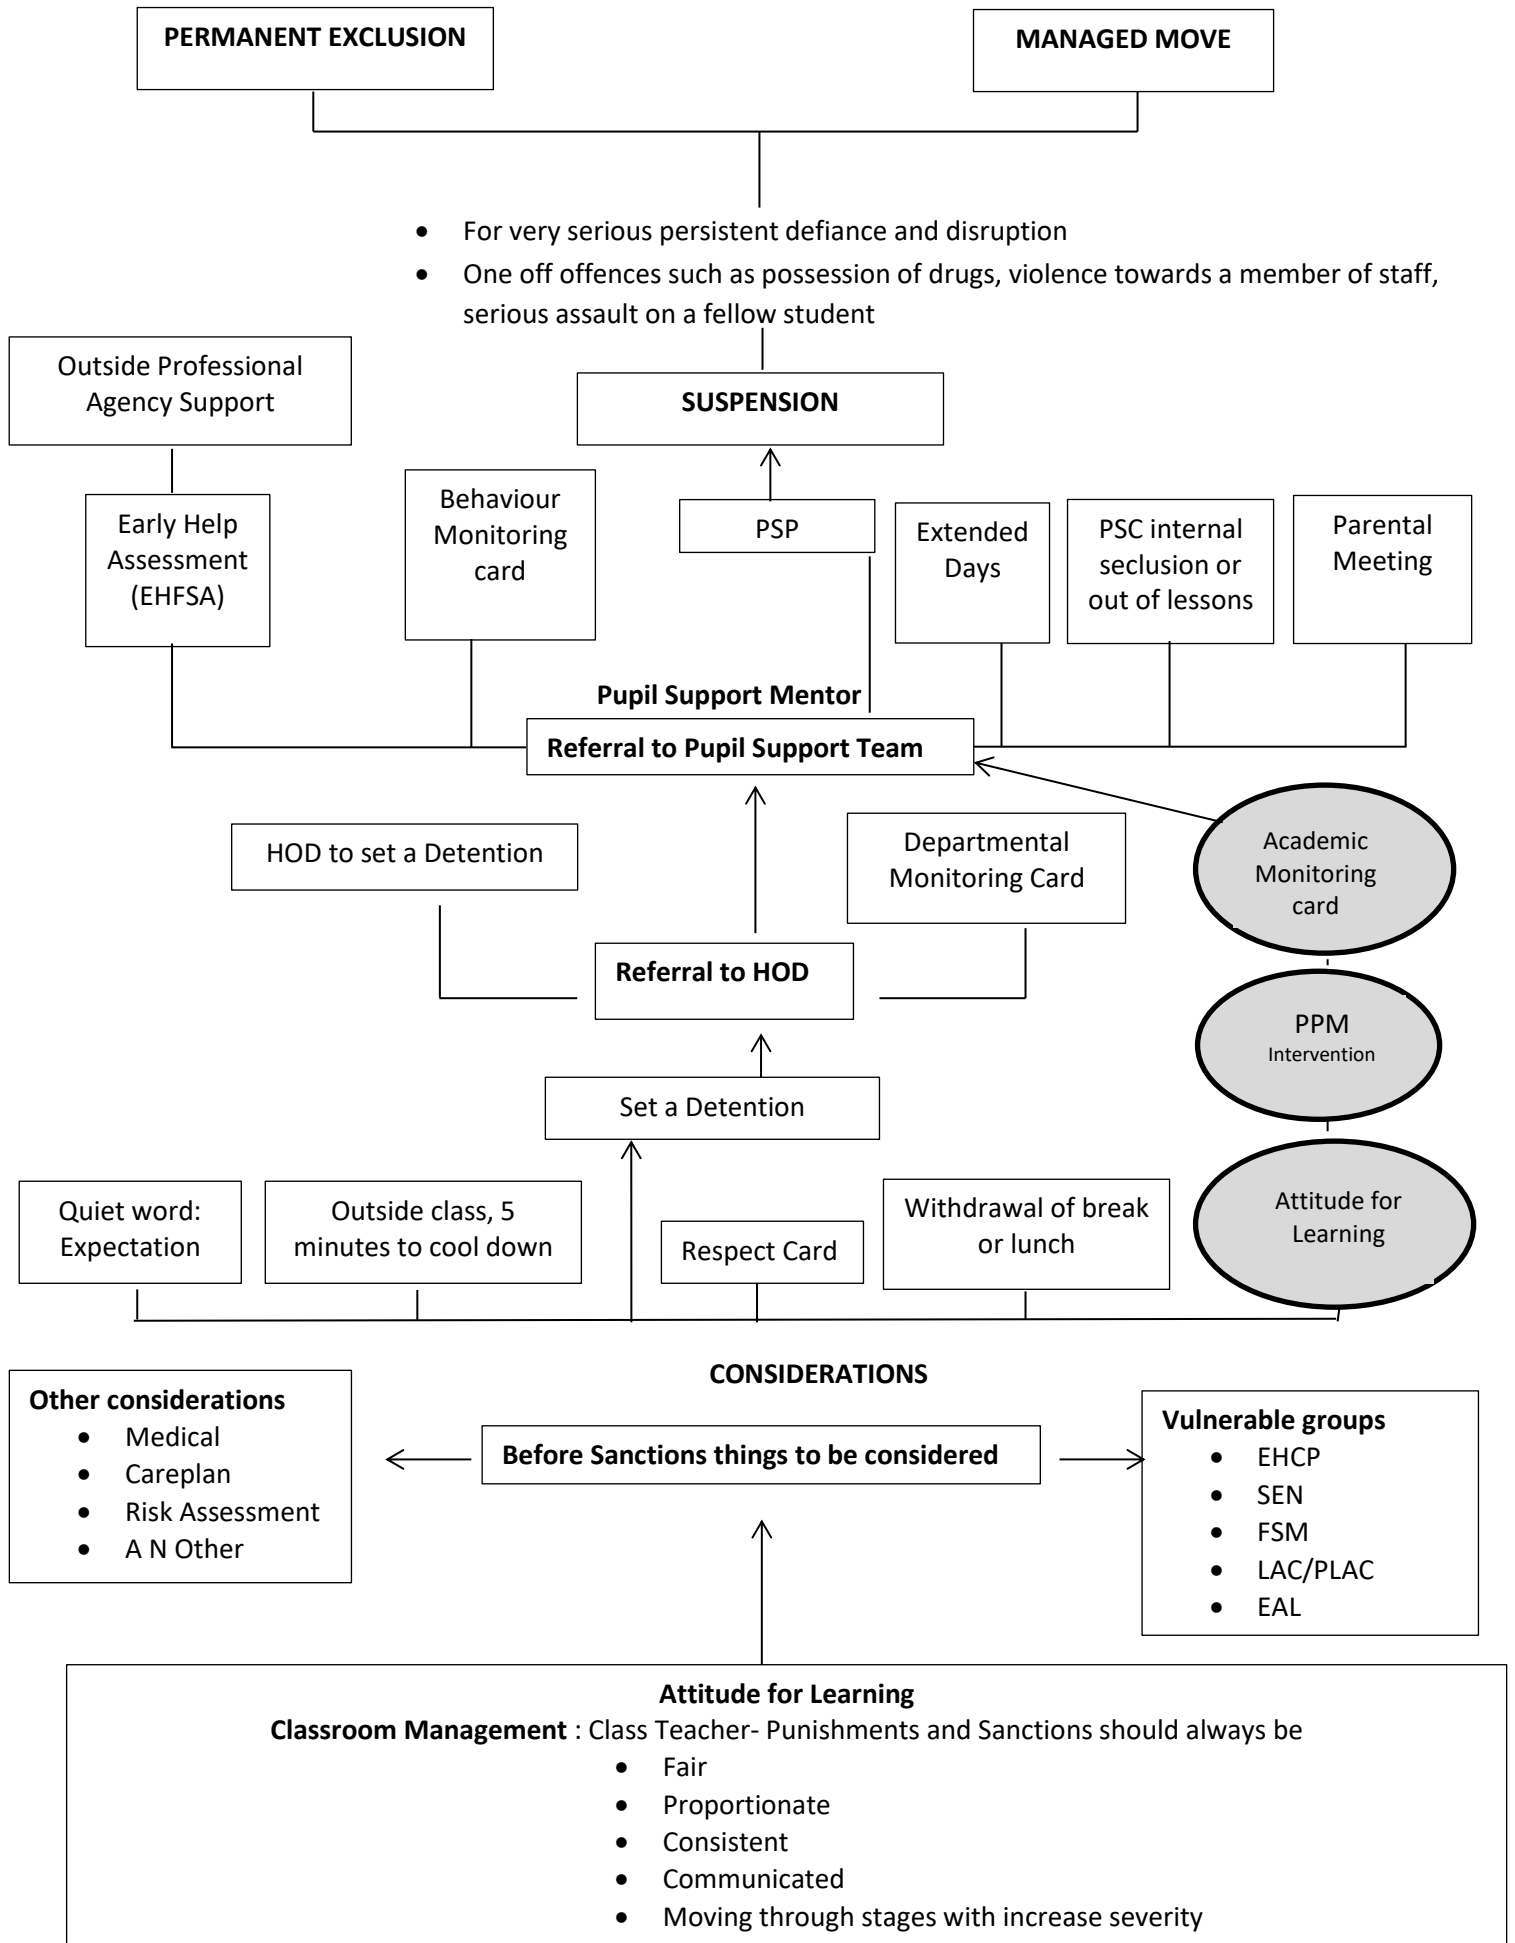 PERMANENT EXCLUSION
MANAGED MOVE
• For very serious persistent defiance and disruption
• One off offences such as possession of drugs, violence towards a member of staff,
serious assault on a fellow student
Outside Professional
Agency Support
SUSPENSION
Early Help
Assessment
(EHFSA)
Behaviour
Monitoring
card
PSP
Extended
Days
PSC internal
seclusion or
out of lessons
Parental
Meeting
Pupil Support Mentor
Referral to Pupil Support Team
HOD to set a Detention
Departmental
Monitoring Card
Academic
Monitoring
card
Referral to HOD
PPM
Intervention
Set a Detention
Quiet word:
Expectation
Outside class, 5
minutes to cool down
Respect Card
Withdrawal of break
or lunch
Attitude for
Learning
CONSIDERATIONS
Other considerations
• Medical
• Careplan
• Risk Assessment
• A N Other
Before Sanctions things to be considered
Vulnerable groups
• EHCP
• SEN
• FSM
• LAC/PLAC
• EAL
Attitude for Learning
Classroom Management : Class Teacher- Punishments and Sanctions should always be
• Fair
• Proportionate
• Consistent
• Communicated
• Moving through stages with increase severity